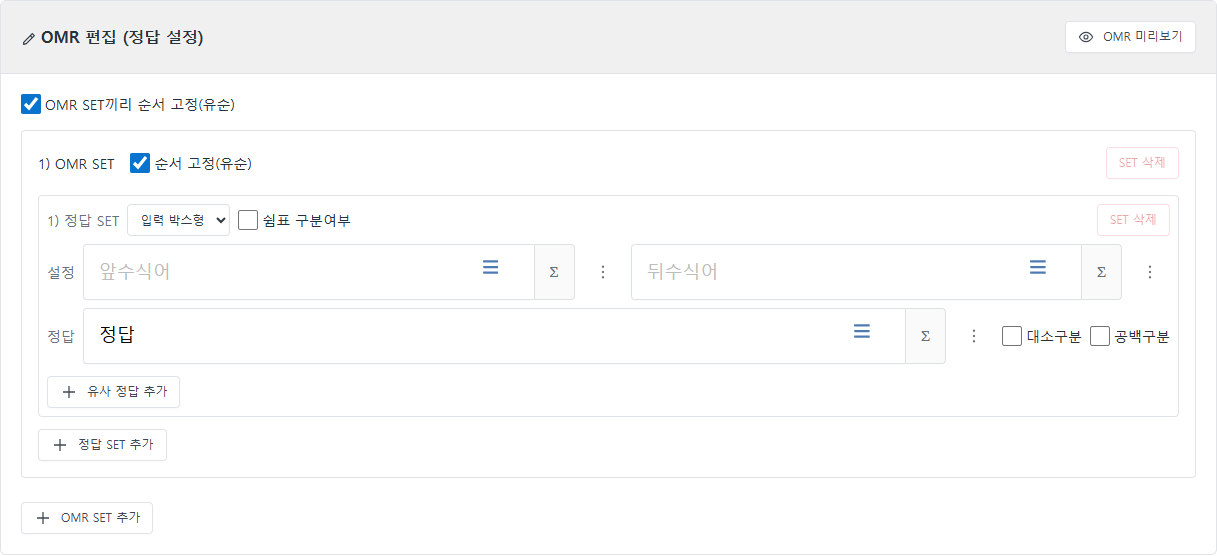 OMR 편집 (정답 설정)
OMR 미리보기
OMR SET끼리 순서 고정(유순)
1) OMR SET 순서 고정(유순)
SET 삭제
1) 정답 SET 입력 박스형 쉼표 구분여부
SET 삭제
설정 앞수식어 Σ 뒤수식어 Σ
정답 정답 Σ 대소구분 공백구분
유사 정답 추가
정답 SET 추가
OMR SET 추가